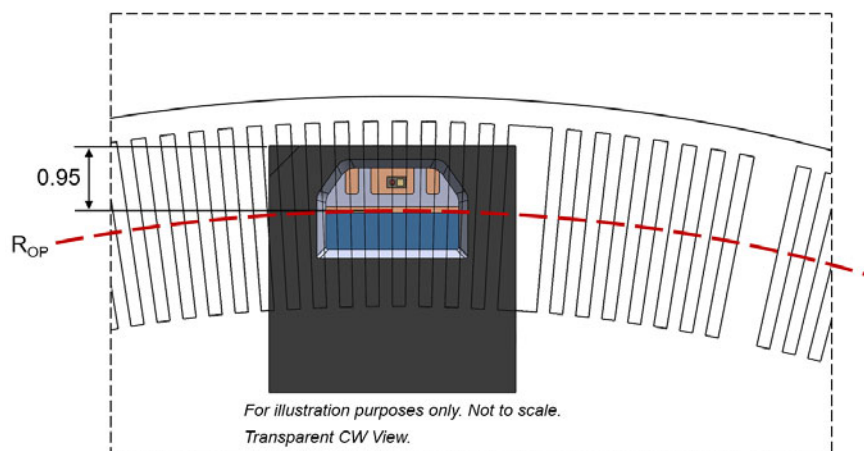 0.95
R_OP
For illustration purposes only. Not to scale.
Transparent CW View.